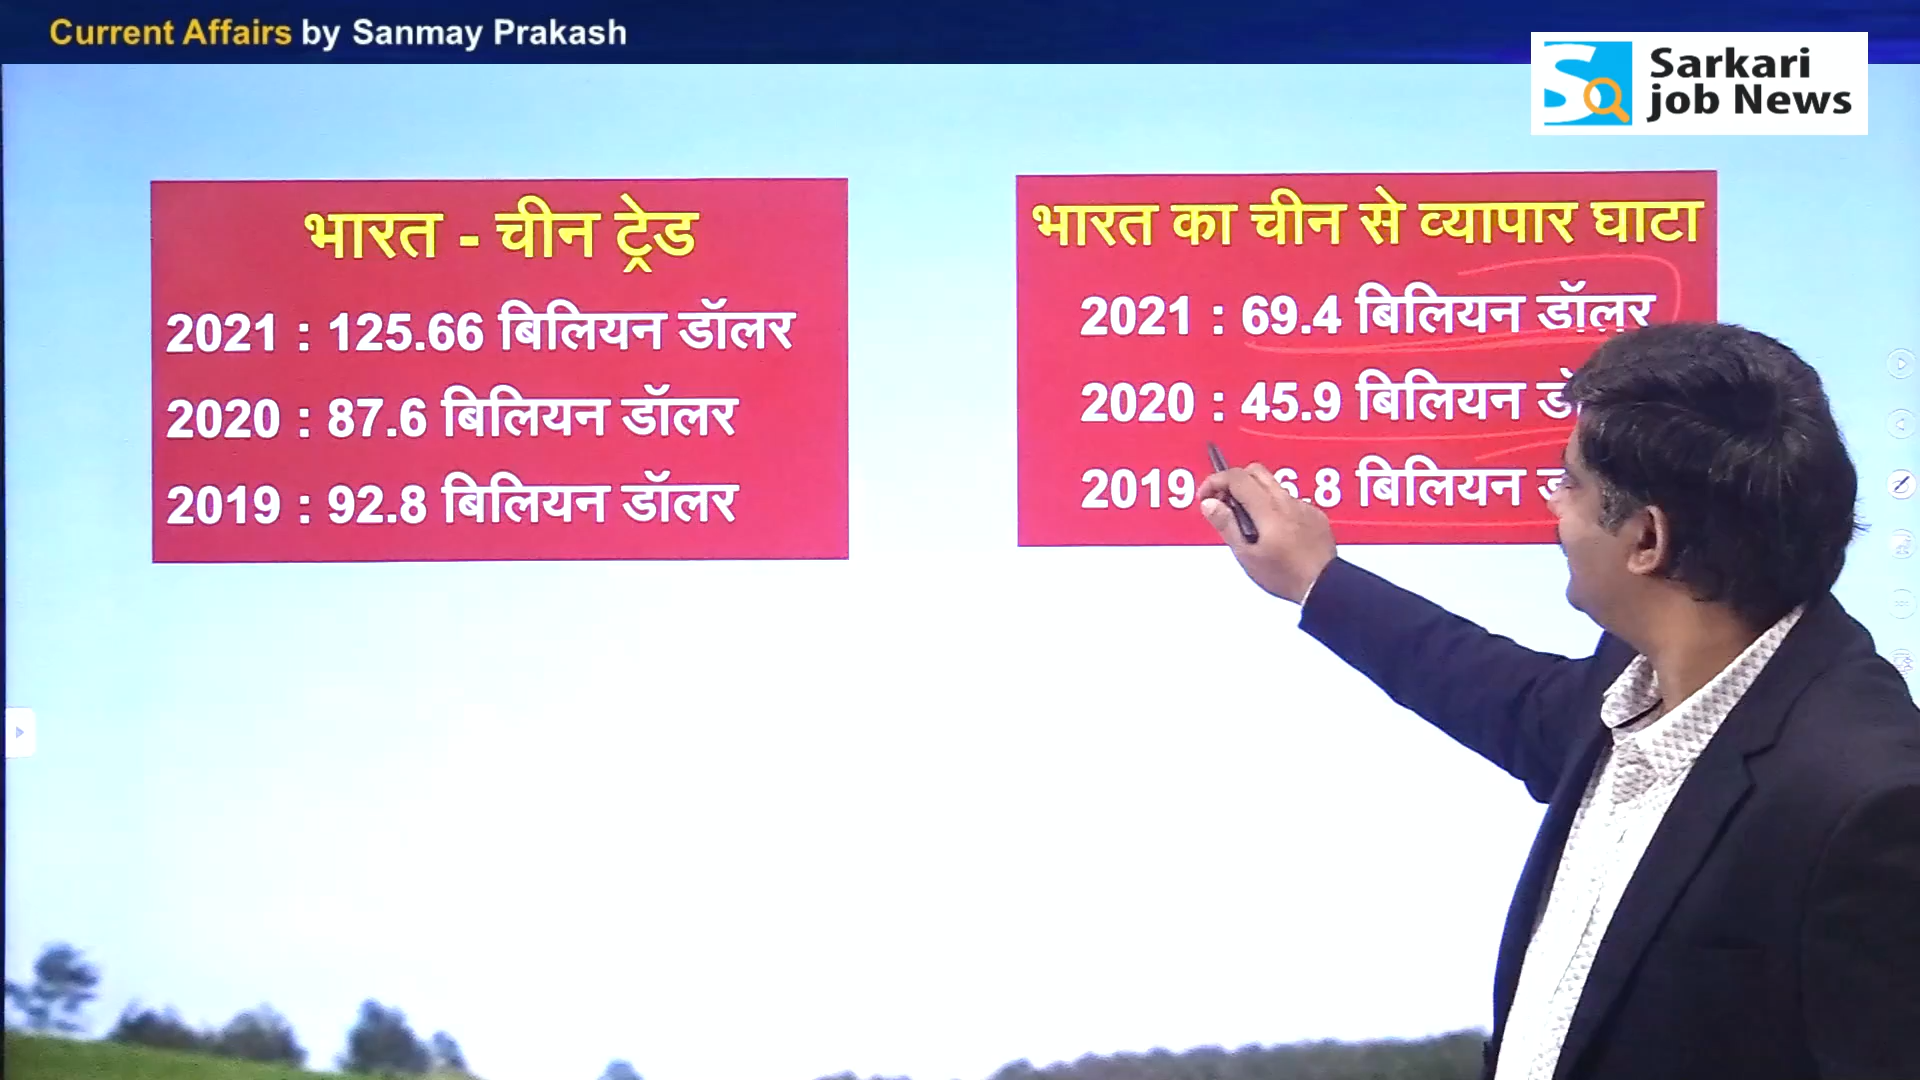 Current Affairs by Sanmay Prakash
Sarkari
job News
भारत - चीन ट्रेड
2021 : 125.66 बिलियन डॉलर
2020 : 87.6 बिलियन डॉलर
2019 : 92.8 बिलियन डॉलर
भारत का चीन से व्यापार घाटा
2021 : 69.4 बिलियन डॉलर
2020 : 45.9 बिलियन
2019 बिलियन